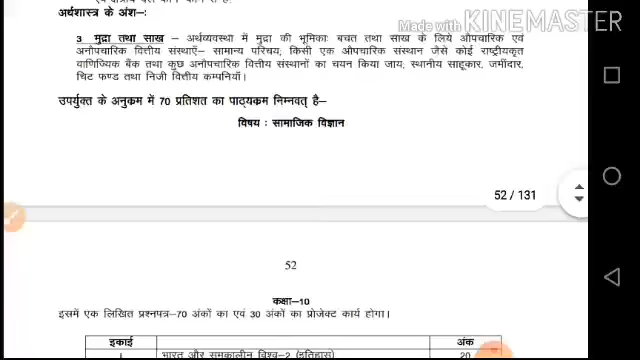 Made with KINEMASTER
अर्थशास्त्र के अंश:-
3 मुद्रा तथा साख – अर्थव्यवस्था में मुद्रा की भूमिकाः बचत तथा साख के लिये औपचारिक एवं
अनौपचारिक वित्तीय संस्थाएँ- सामान्य परिचय; किसी एक औपचारिक संस्थान जैसे कोई राष्ट्रीयकृत
वाणिज्यिक बैंक तथा कुछ अनौपचारिक वित्तीय संस्थानों का चयन किया जाय; स्थानीय साहूकार, जमींदार,
चिट फण्ड तथा निजी वित्तीय कम्पनियाँ।
उपर्युक्त के अनुक्रम में 70 प्रतिशत का पाठ्यक्रम निम्नवत् है–
विषय : सामाजिक विज्ञान
52 / 131
52
कक्षा-10
इसमें एक लिखित प्रश्नपत्र-70 अंकों का एवं 30 अंकों का प्रोजेक्ट कार्य होगा।
इकाई अंक
I भारत और समकालीन विश्व-2 (इतिहास) 20